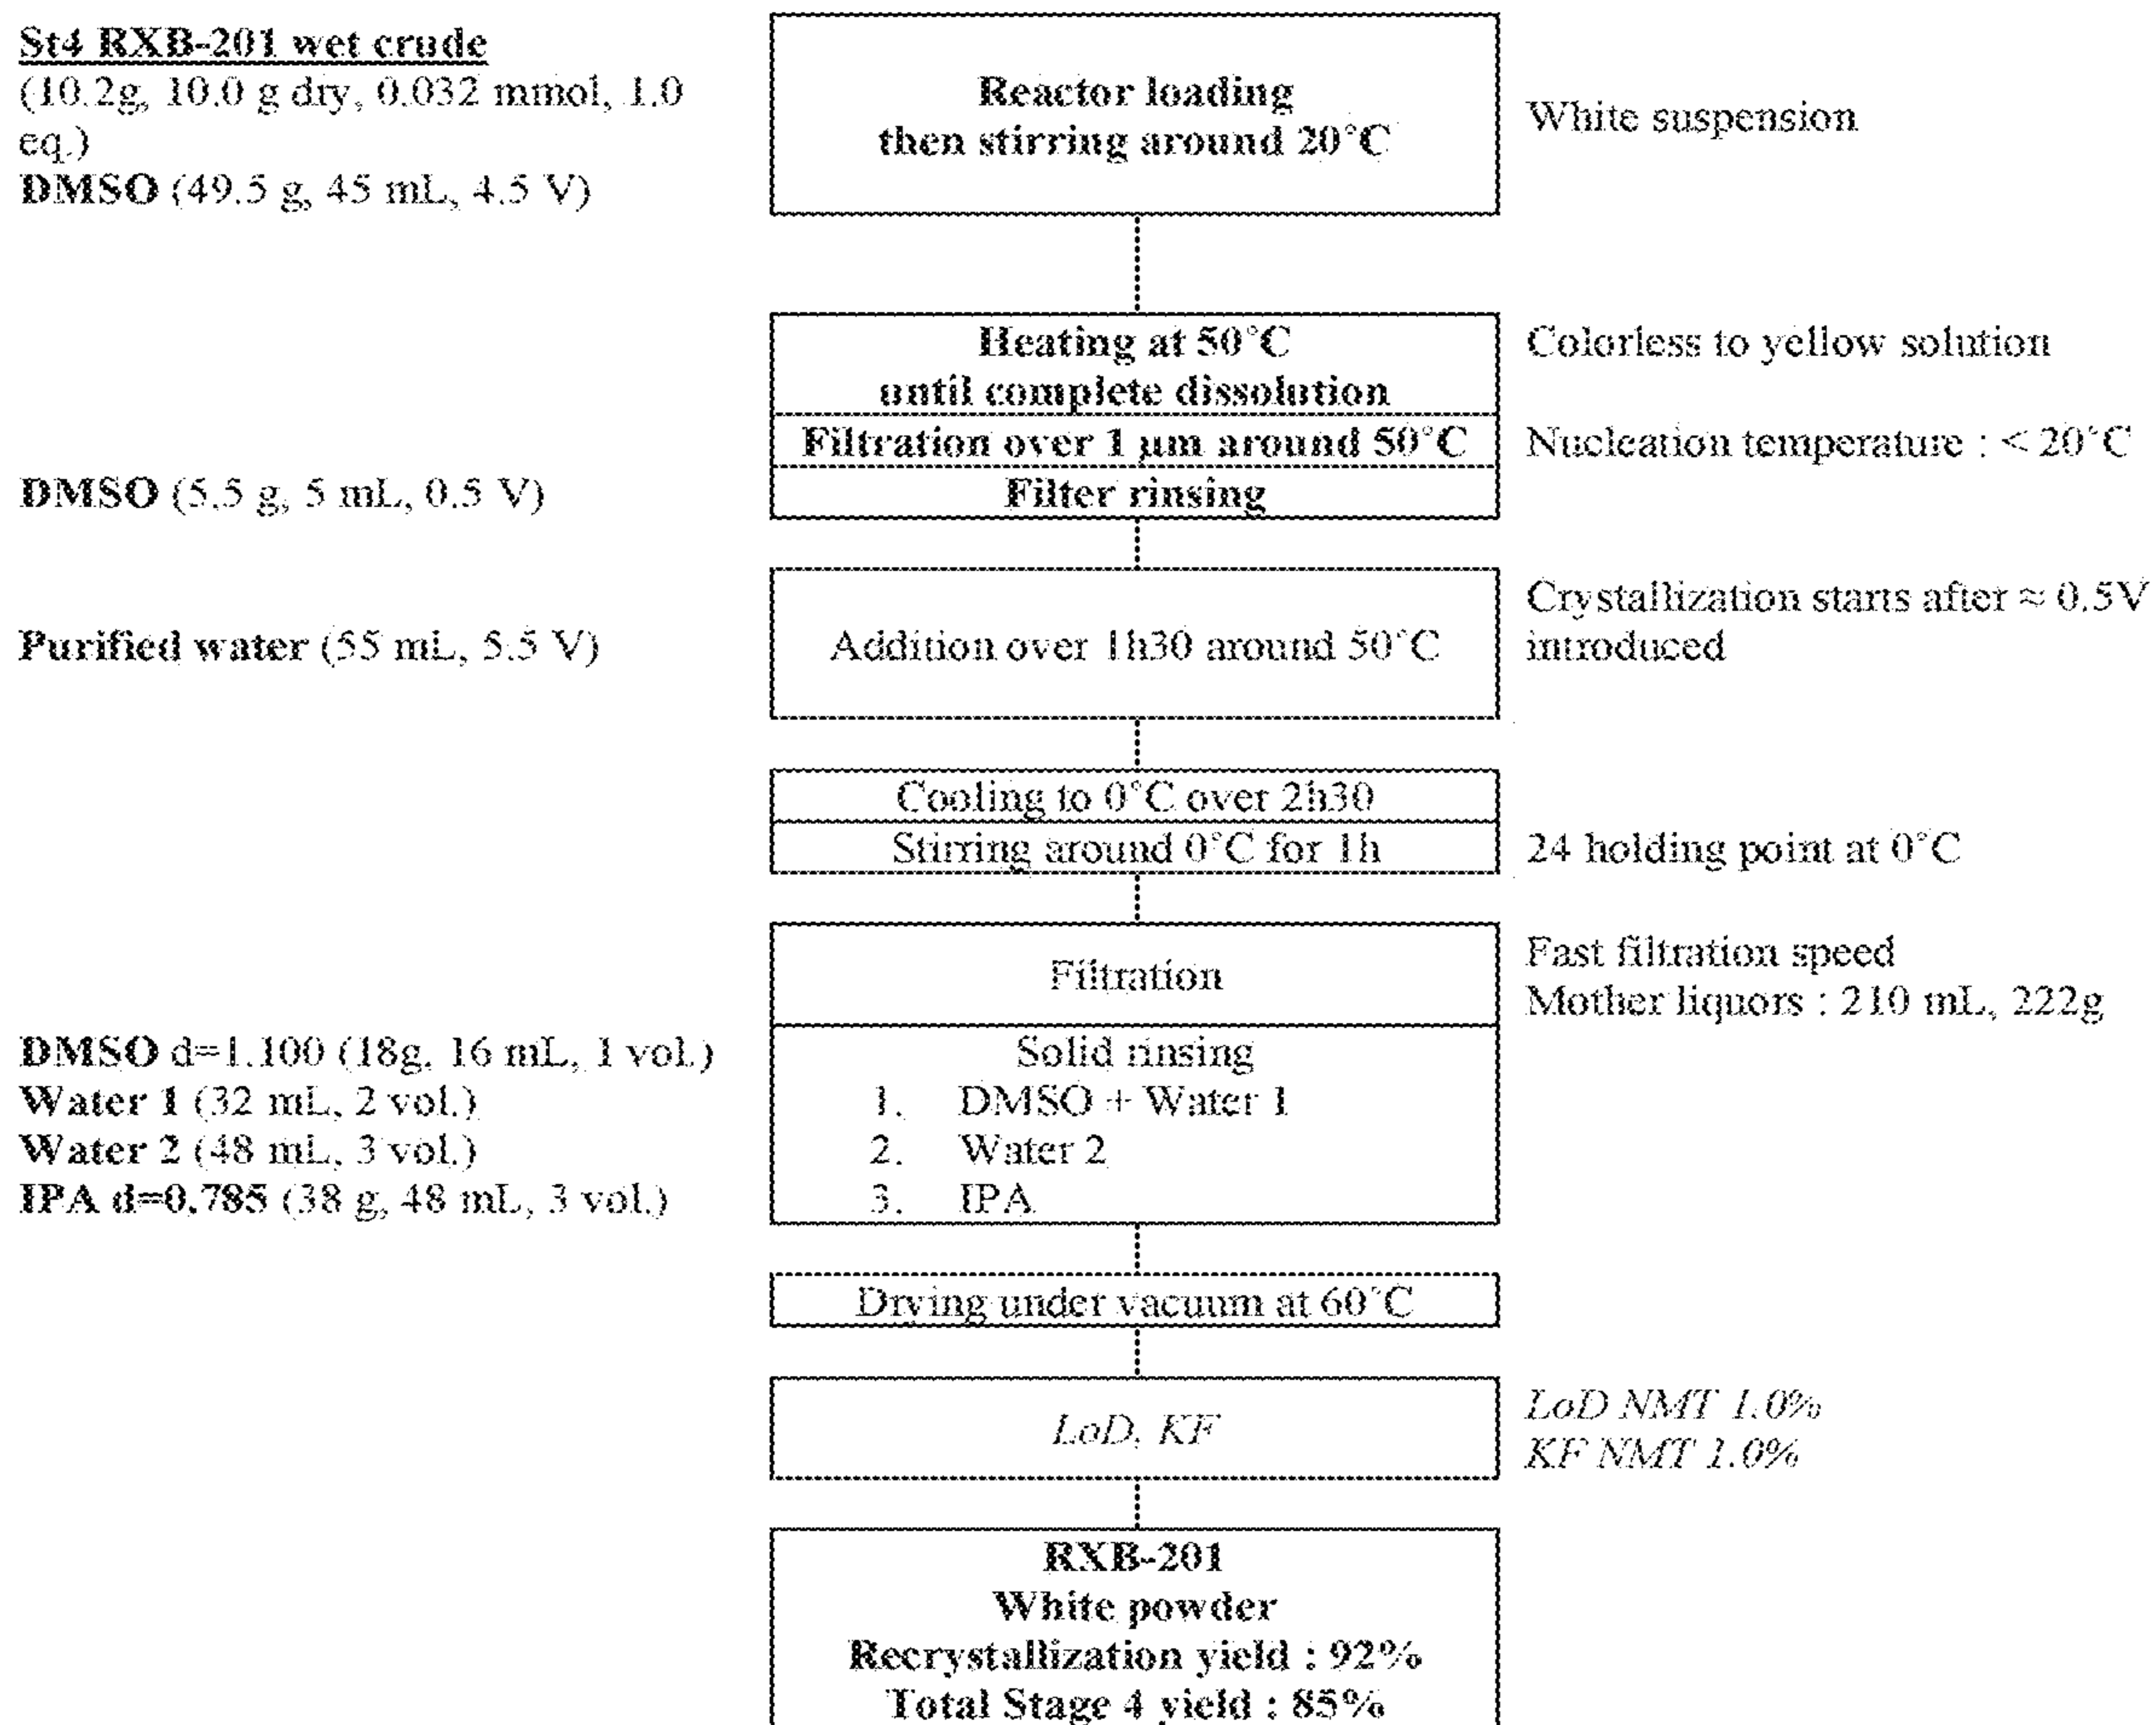 St4 RXB-201 wet crude
(10.2g, 10.0 g dry, 0.032 mmol, 1.0
eq.)
DMSO (49.5 g, 45 mL, 4.5 V)
Reactor loading
then stirring around 20°C
White suspension
Heating at 50°C
until complete dissolution
Colorless to yellow solution
Filtration over 1 µm around 50°C
Nucleation temperature : < 20°C
DMSO (5.5 g, 5 mL, 0.5 V)
Filter rinsing
Purified water (55 mL, 5.5 V)
Addition over 1h30 around 50°C
Crystallization starts after ≈ 0.5V
introduced
Cooling to 0°C over 2h30
Stirring around 0°C for 1h
24 holding point at 0°C
Filtration
Fast filtration speed
Mother liquors : 210 mL, 222g
DMSO d=1.100 (18g, 16 mL, 1 vol.)
Water 1 (32 mL, 2 vol.)
Water 2 (48 mL, 3 vol.)
IPA d=0.785 (38 g, 48 mL, 3 vol.)
Solid rinsing
1. DMSO + Water 1
2. Water 2
3. IPA
Drying under vacuum at 60°C
LoD, KF
LoD NMT 1.0%
KF NMT 1.0%
RXB-201
White powder
Recrystallization yield : 92%
Total Stage 4 yield : 85%